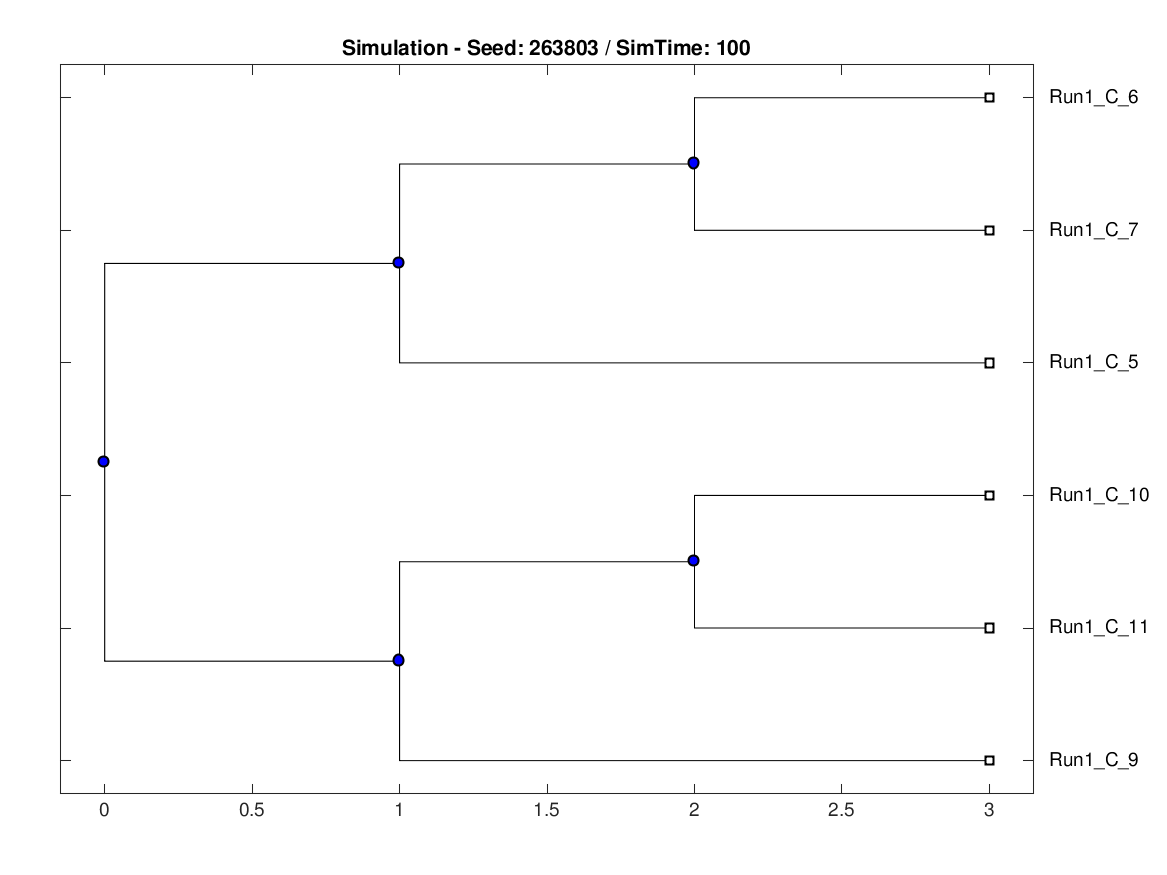 Simulation - Seed: 263803 / SimTime: 100
Run1_C_6
Run1_C_7
Run1_C_5
Run1_C_10
Run1_C_11
Run1_C_9
0 0.5 1 1.5 2 2.5 3